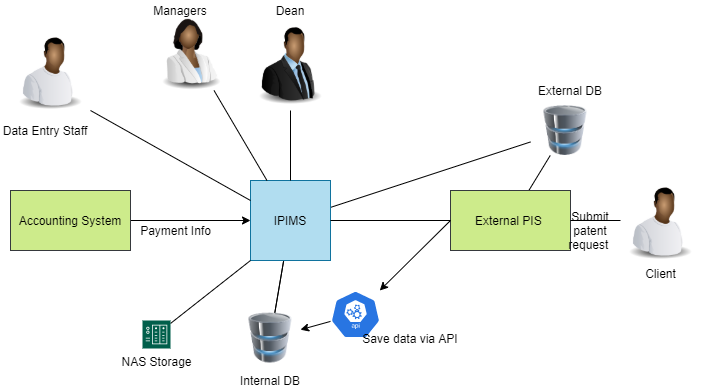 Managers
Dean
External DB
Data Entry Staff
Accounting System
Payment Info
IPIMS
External PIS
Submit
patent
request
Client
api
Save data via API
NAS Storage
Internal DB